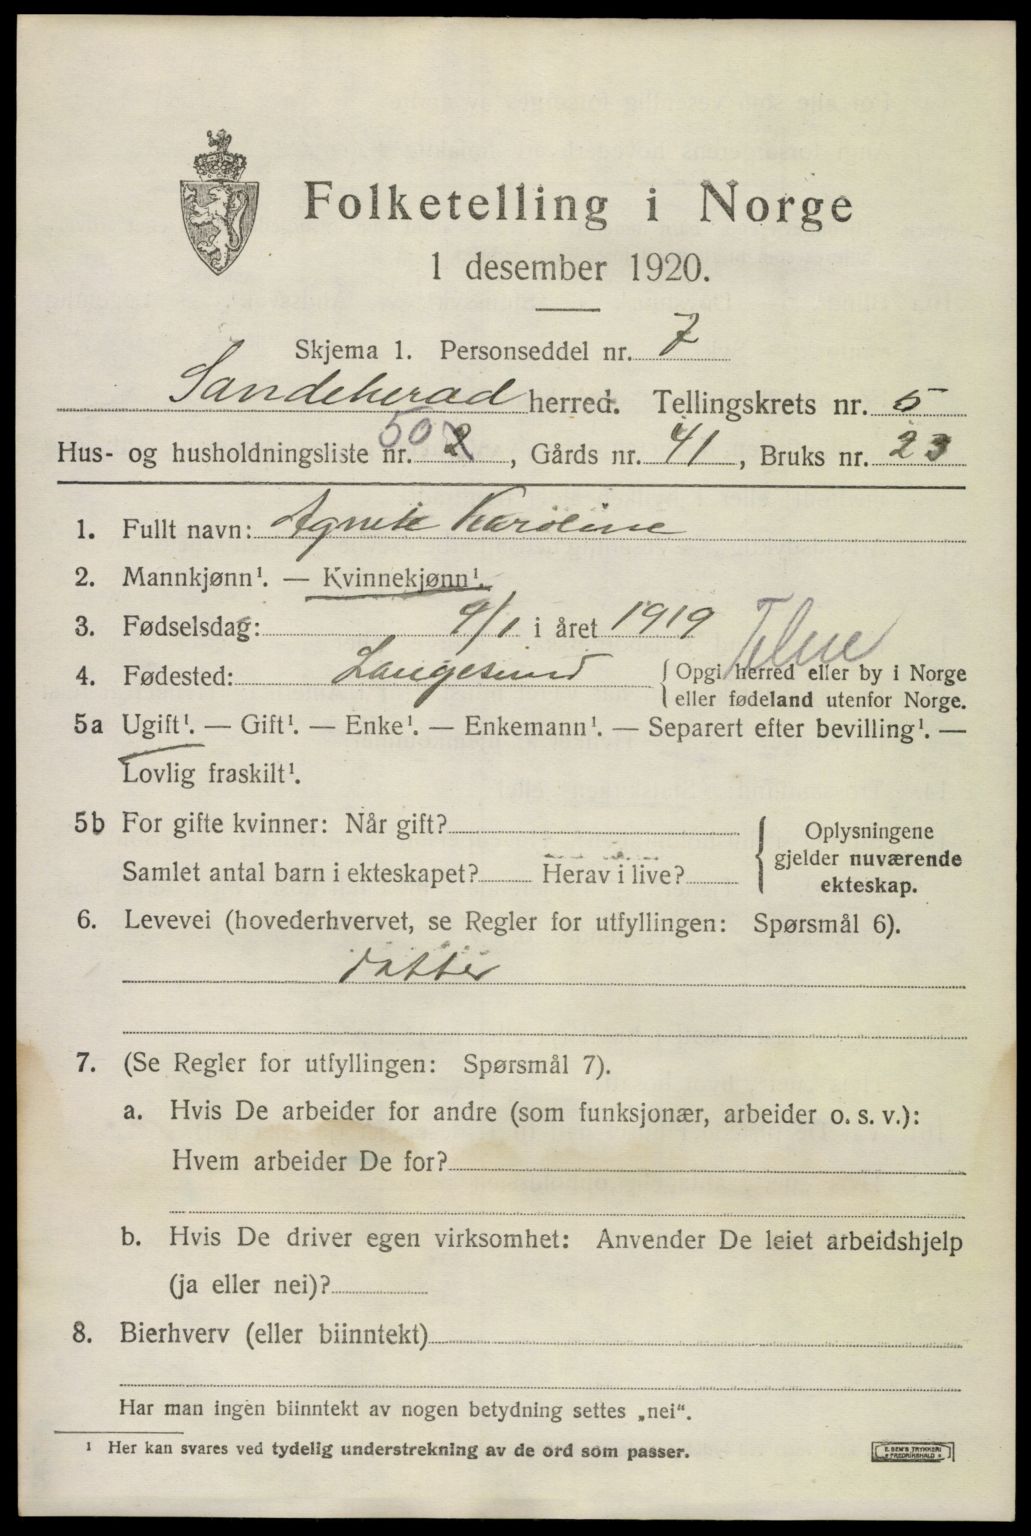 Folketelling i Norge
1 desember 1920.
Skjema 1. Personseddel nr. 7
Sandeherad herred. Tellingskrets nr. 5
Hus- og husholdningsliste nr. 50 2, Gårds nr. 41, Bruks nr. 23
1. Fullt navn: Agnete Karoline
2. Mannkjønn¹. — Kvinnekjønn¹.
3. Fødselsdag: 9/1 i året 1919
4. Fødested: Langesund { Opgi herred eller by i Norge
eller fødeland utenfor Norge.
5a Ugift¹. — Gift¹. — Enke¹. — Enkemann¹. — Separert efter bevilling¹. —
Lovlig fraskilt¹.
5b For gifte kvinner: Når gift?
Samlet antal barn i ekteskapet? Herav i live?
{ Oplysningene
gjelder nuværende
ekteskap.
6. Levevei (hovederhvervet, se Regler for utfyllingen: Spørsmål 6).
datter
7. (Se Regler for utfyllingen: Spørsmål 7).
a. Hvis De arbeider for andre (som funksjonær, arbeider o. s. v.):
Hvem arbeider De for?
b. Hvis De driver egen virksomhet: Anvender De leiet arbeidshjelp
(ja eller nei)?
8. Bierhverv (eller biinntekt)
Har man ingen biinntekt av nogen betydning settes „nei“.
¹ Her kan svares ved tydelig understrekning av de ord som passer.